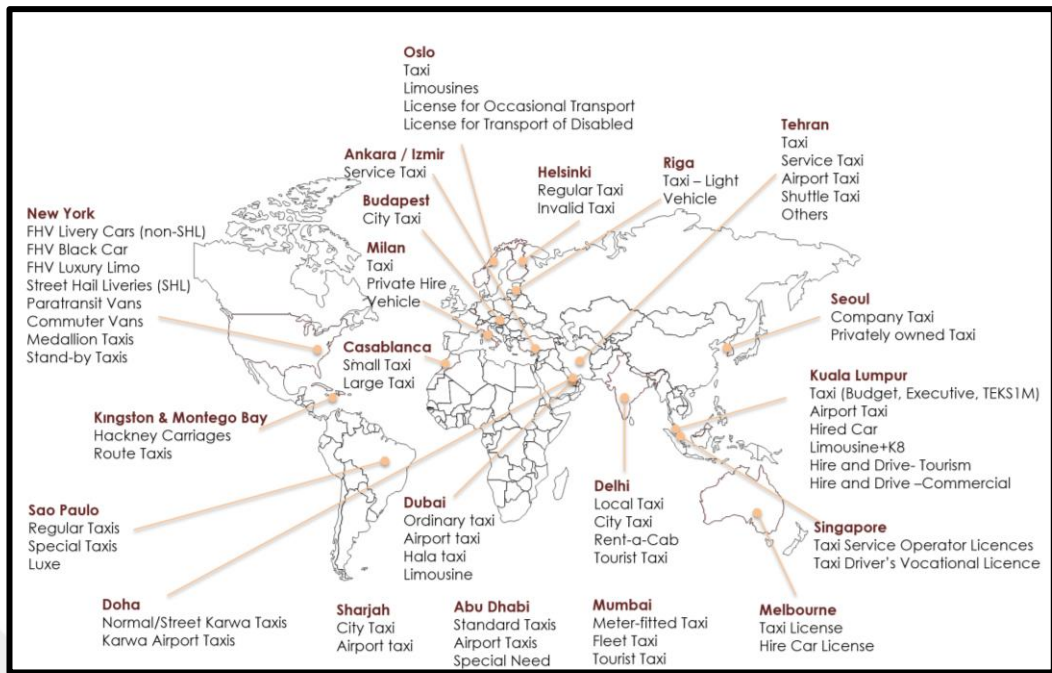 Oslo
Taxi
Limousines
License for Occasional Transport
License for Transport of Disabled
Ankara / Izmir
Service Taxi
Budapest
City Taxi
Milan
Taxi
Private Hire
Vehicle
Helsinki
Regular Taxi
Invalid Taxi
Riga
Taxi – Light
Vehicle
Tehran
Taxi
Service Taxi
Airport Taxi
Shuttle Taxi
Others
New York
FHV Livery Cars (non-SHL)
FHV Black Car
FHV Luxury Limo
Street Hail Liveries (SHL)
Paratransit Vans
Commuter Vans
Medallion Taxis
Stand-by Taxis
Casablanca
Small Taxi
Large Taxi
Seoul
Company Taxi
Privately owned Taxi
Kuala Lumpur
Taxi (Budget, Executive, TEKS1M)
Airport Taxi
Hired Car
Limousine+K8
Hire and Drive- Tourism
Hire and Drive –Commercial
Kingston & Montego Bay
Hackney Carriages
Route Taxis
Sao Paulo
Regular Taxis
Special Taxis
Luxe
Dubai
Ordinary taxi
Airport taxi
Hala taxi
Limousine
Delhi
Local Taxi
City Taxi
Rent-a-Cab
Tourist Taxi
Singapore
Taxi Service Operator Licences
Taxi Driver's Vocational Licence
Doha
Normal/Street Karwa Taxis
Karwa Airport Taxis
Sharjah
City Taxi
Airport taxi
Abu Dhabi
Standard Taxis
Airport Taxis
Special Need
Mumbai
Meter-fitted Taxi
Fleet Taxi
Tourist Taxi
Melbourne
Taxi License
Hire Car License